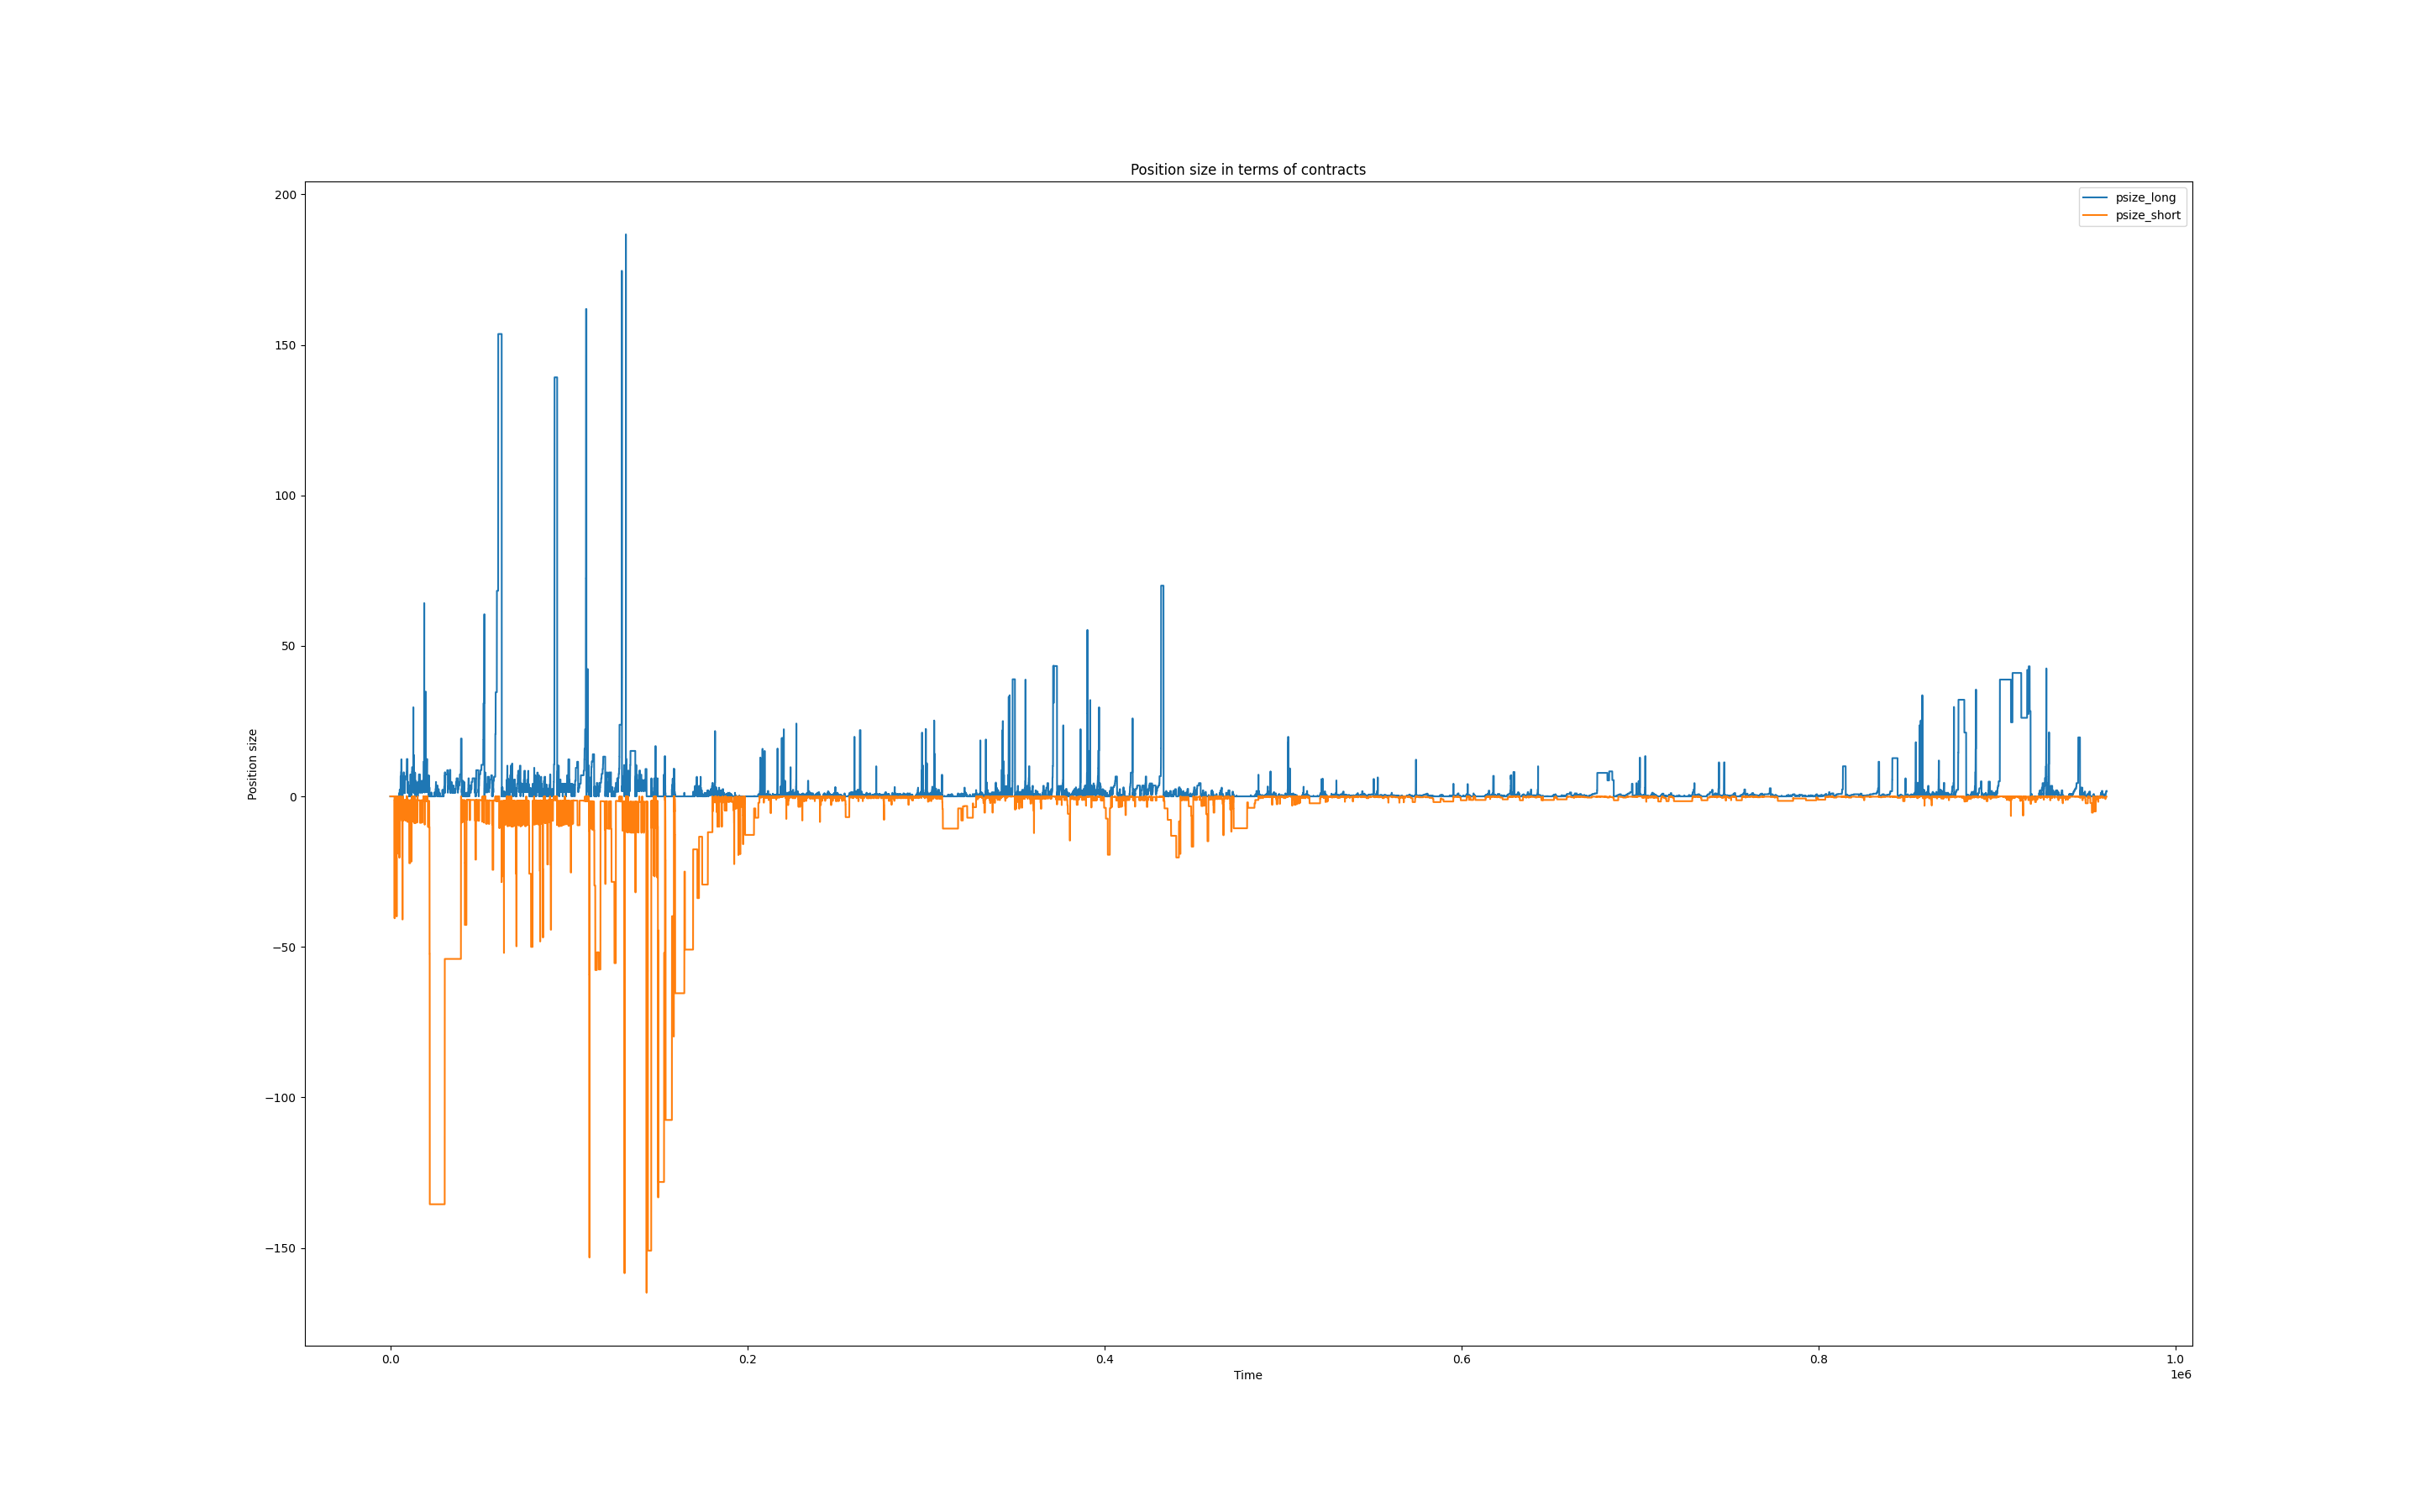 Position size in terms of contracts
psize_long
psize_short
Position size
200
150
100
50
0
−50
−100
−150
0.0
0.2
0.4
0.6
0.8
1.0
1e6
Time